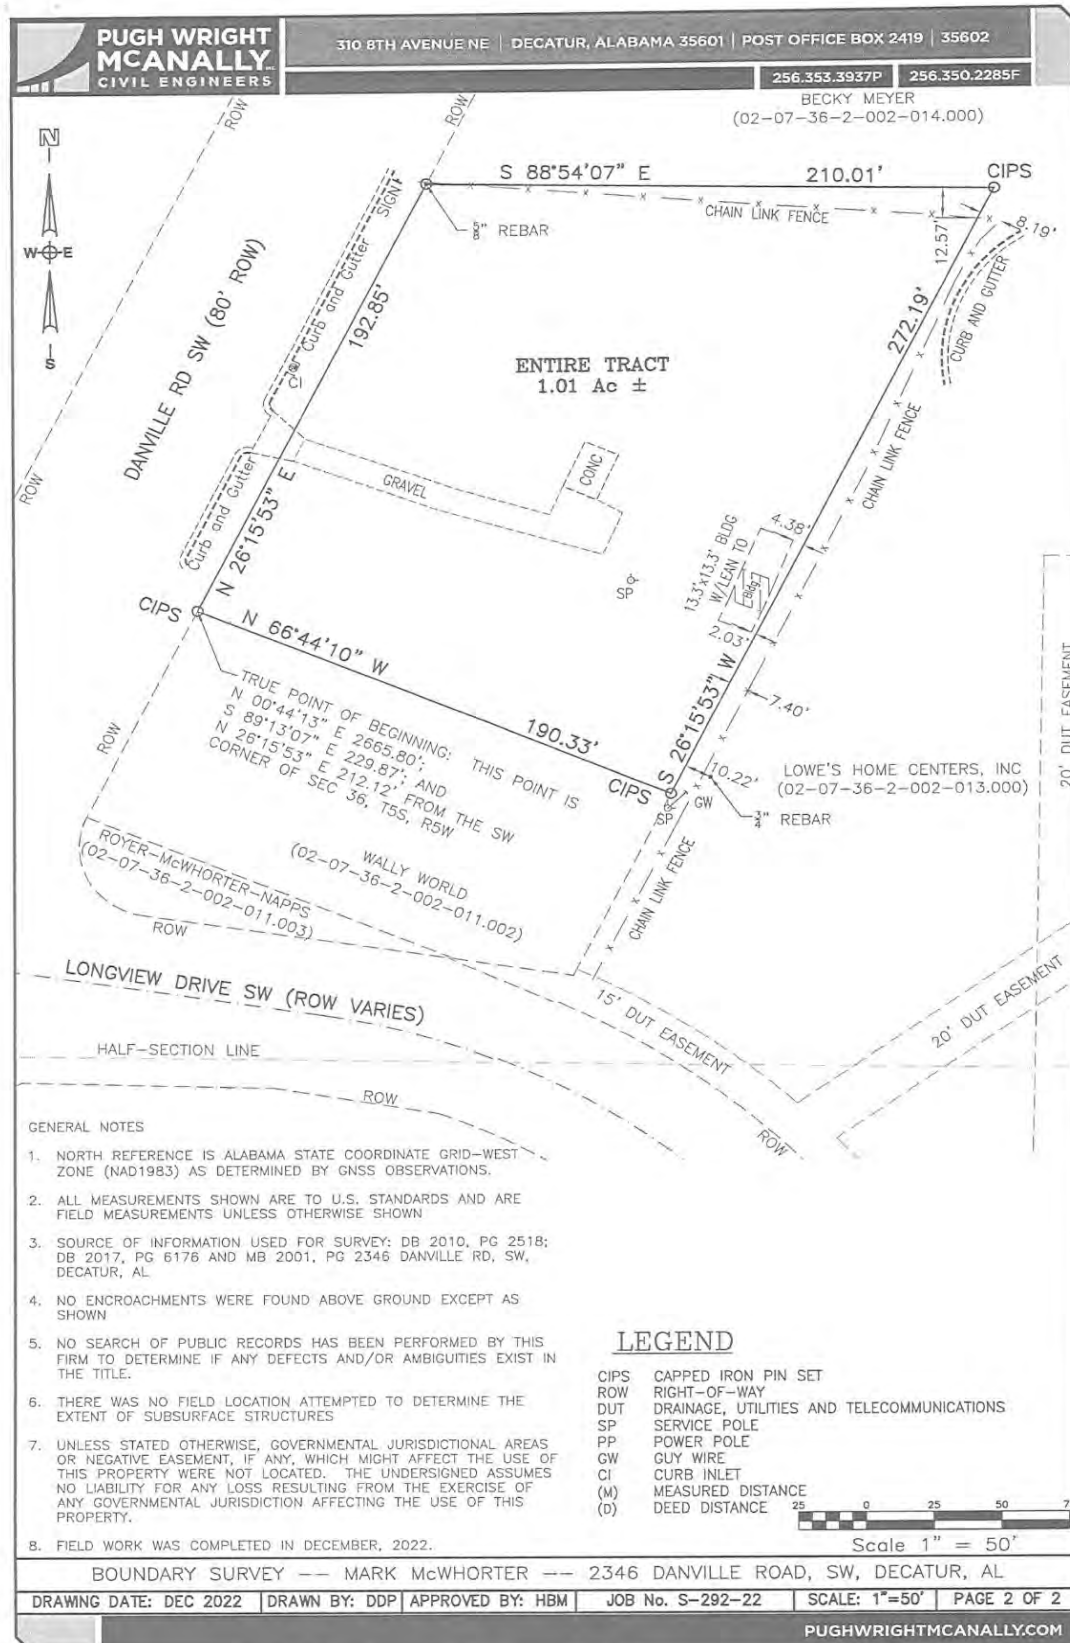 PUGH WRIGHT
MCANALLY
CIVIL ENGINEERS
310 8TH AVENUE NE | DECATUR, ALABAMA 35601 | POST OFFICE BOX 2419 | 35602
256.353.3937P
256.350.2285F
BECKY MEYER
(02-07-36-2-002-014.000)
N
W
E
S
ROW
ROW
S 88°54'07" E
210.01'
CIPS
CHAIN LINK FENCE
5/8" REBAR
SIGN
Curb and Gutter
12.57'
8.19'
CURB AND GUTTER
192.85'
272.19'
DANVILLE RD SW (80' ROW)
CI
ENTIRE TRACT
1.01 Ac ±
CHAIN LINK FENCE
ROW
GRAVEL
CONC
Curb and Gutter
N 26°15'53" E
4.38'
13.3'x13.3' BLDG
W/LEAN TO
Bldg.
SP
2.03'
CIPS
N 66°44'10" W
190.33'
S 26°15'53" W
7.40'
20' DUT EASEMENT
TRUE POINT OF BEGINNING: THIS POINT IS
N 00°44'13" E 2665.80';
S 89°13'07" E 229.87'; AND
N 26°15'53" E 212.12' FROM THE SW
CORNER OF SEC 36, T5S, R5W
ROW
CIPS
10.22'
SP
GW
3/4" REBAR
LOWE'S HOME CENTERS, INC
(02-07-36-2-002-013.000)
WALLY WORLD
(02-07-36-2-002-011.002)
ROYER-McWHORTER-NAPPS
(02-07-36-2-002-011.003)
CHAIN LINK FENCE
ROW
LONGVIEW DRIVE SW (ROW VARIES)
15' DUT EASEMENT
20' DUT EASEMENT
HALF-SECTION LINE
ROW
ROW
GENERAL NOTES
1. NORTH REFERENCE IS ALABAMA STATE COORDINATE GRID-WEST
ZONE (NAD1983) AS DETERMINED BY GNSS OBSERVATIONS.
2. ALL MEASUREMENTS SHOWN ARE TO U.S. STANDARDS AND ARE
FIELD MEASUREMENTS UNLESS OTHERWISE SHOWN
3. SOURCE OF INFORMATION USED FOR SURVEY: DB 2010, PG 2518;
DB 2017, PG 6176 AND MB 2001, PG 2346 DANVILLE RD, SW,
DECATUR, AL
4. NO ENCROACHMENTS WERE FOUND ABOVE GROUND EXCEPT AS
SHOWN
5. NO SEARCH OF PUBLIC RECORDS HAS BEEN PERFORMED BY THIS
FIRM TO DETERMINE IF ANY DEFECTS AND/OR AMBIGUITIES EXIST IN
THE TITLE.
6. THERE WAS NO FIELD LOCATION ATTEMPTED TO DETERMINE THE
EXTENT OF SUBSURFACE STRUCTURES
7. UNLESS STATED OTHERWISE, GOVERNMENTAL JURISDICTIONAL AREAS
OR NEGATIVE EASEMENT, IF ANY, WHICH MIGHT AFFECT THE USE OF
THIS PROPERTY WERE NOT LOCATED. THE UNDERSIGNED ASSUMES
NO LIABILITY FOR ANY LOSS RESULTING FROM THE EXERCISE OF
ANY GOVERNMENTAL JURISDICTION AFFECTING THE USE OF THIS
PROPERTY.
8. FIELD WORK WAS COMPLETED IN DECEMBER, 2022.
LEGEND
CIPS CAPPED IRON PIN SET
ROW RIGHT-OF-WAY
DUT DRAINAGE, UTILITIES AND TELECOMMUNICATIONS
SP SERVICE POLE
PP POWER POLE
GW GUY WIRE
CI CURB INLET
(M) MEASURED DISTANCE
(D) DEED DISTANCE
25 0 25 50
Scale 1" = 50'
BOUNDARY SURVEY -- MARK McWHORTER -- 2346 DANVILLE ROAD, SW, DECATUR, AL
DRAWING DATE: DEC 2022 DRAWN BY: DDP APPROVED BY: HBM JOB No. S-292-22 SCALE: 1"=50' PAGE 2 OF 2
PUGHWRIGHTMCANALLY.COM